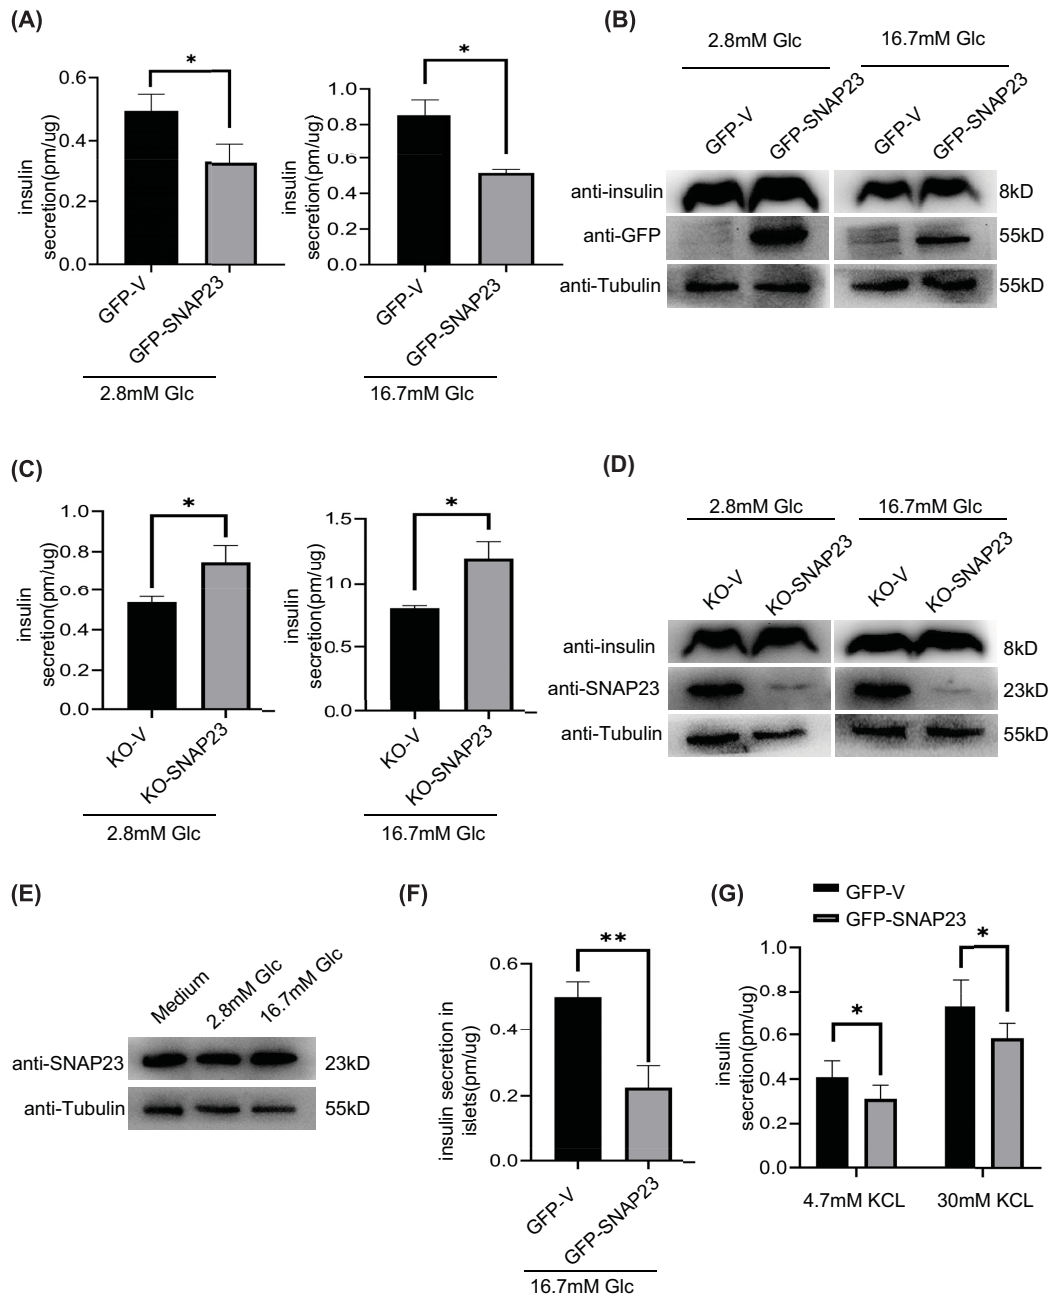 (A)
*
0.6
0.4
0.2
0.0
insulin
secretion(pm/ug)
GFP-V
GFP-SNAP23
2.8mM Glc
*
1.0
0.8
0.6
0.4
0.2
0.0
insulin
secretion(pm/ug)
GFP-V
GFP-SNAP23
16.7mM Glc
(B)
2.8mM Glc 16.7mM Glc
GFP-V GFP-SNAP23 GFP-V GFP-SNAP23
anti-insulin 8kD
anti-GFP 55kD
anti-Tubulin 55kD
(C)
*
1.0
0.8
0.6
0.4
0.2
0.0
insulin
secretion(pm/ug)
KO-V
KO-SNAP23
2.8mM Glc
*
1.5
1.0
0.5
0.0
insulin
secretion(pm/ug)
KO-V
KO-SNAP23
16.7mM Glc
(D)
2.8mM Glc 16.7mM Glc
KO-V KO-SNAP23 KO-V KO-SNAP23
anti-insulin 8kD
anti-SNAP23 23kD
anti-Tubulin 55kD
(E)
Medium 2.8mM Glc 16.7mM Glc
anti-SNAP23 23kD
anti-Tubulin 55kD
(F)
**
0.6
0.4
0.2
0.0
insulin secretion in
islets(pm/ug)
GFP-V
GFP-SNAP23
16.7mM Glc
(G)
GFP-V
GFP-SNAP23
*
*
1.0
0.8
0.6
0.4
0.2
0.0
insulin
secretion(pm/ug)
4.7mM KCL 30mM KCL